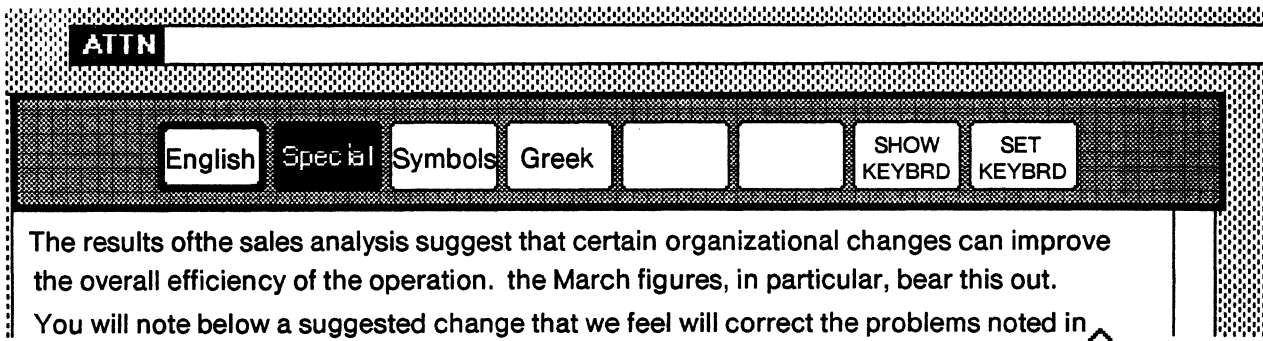 ATTN
English Special Symbols Greek SHOW KEYBRD SET KEYBRD
The results ofthe sales analysis suggest that certain organizational changes can improve
the overall efficiency of the operation. the March figures, in particular, bear this out.
You will note below a suggested change that we feel will correct the problems noted in